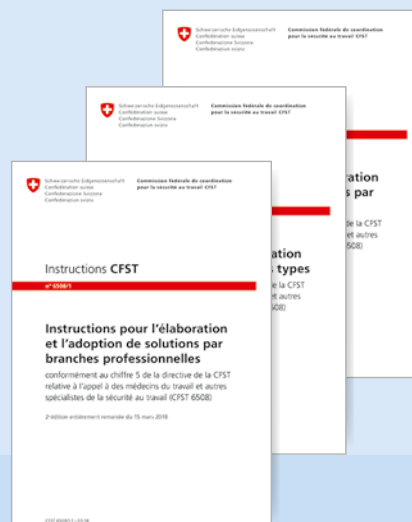 Schweizerische Eidgenossenschaft
Confédération suisse
Confederazione Svizzera
Confederaziun svizra
Commission fédérale de coordination
pour la sécurité au travail CFST
ration
s par
de la CFST
et autres
6508)
Schweizerische Eidgenossenschaft
Confédération suisse
Confederazione Svizzera
Confederaziun svizra
Commission fédérale de coordination
pour la sécurité au travail CFST
ation
types
e la CFST
et autres
508)
Schweizerische Eidgenossenschaft
Confédération suisse
Confederazione Svizzera
Confederaziun svizra
Commission fédérale de coordination
pour la sécurité au travail CFST
Instructions CFST
n° 6508/1
Instructions pour l'élaboration
et l'adoption de solutions par
branches professionnelles
conformément au chiffre 5 de la directive de la CFST
relative à l'appel à des médecins du travail et autres
spécialistes de la sécurité au travail (CFST 6508)
2e édition entièrement remaniée du 15 mars 2018